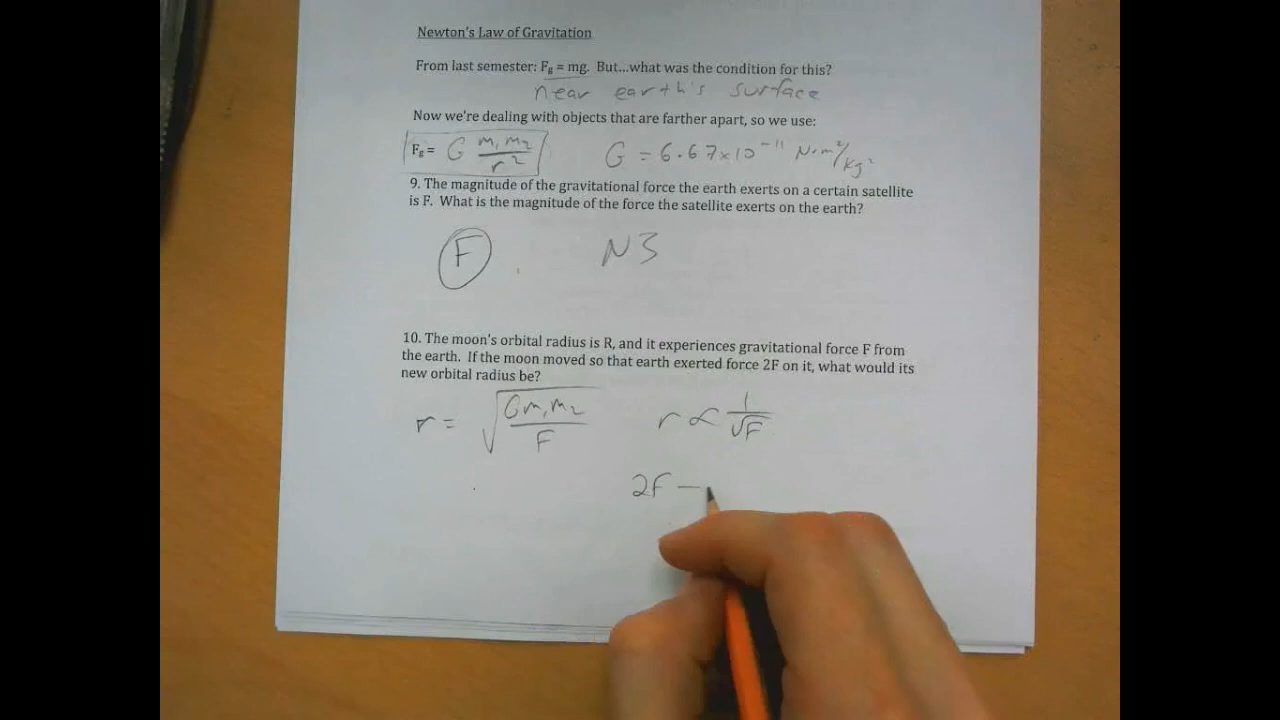 Newton's Law of Gravitation
From last semester: Fg = mg. But...what was the condition for this?
near earth's surface
Now we're dealing with objects that are farther apart, so we use:
Fg = G m₁m₂/r² G = 6.67×10⁻¹¹ N·m²/kg²
9. The magnitude of the gravitational force the earth exerts on a certain satellite
is F. What is the magnitude of the force the satellite exerts on the earth?
F N3
10. The moon's orbital radius is R, and it experiences gravitational force F from
the earth. If the moon moved so that earth exerted force 2F on it, what would its
new orbital radius be?
r = √(Gm₁m₂/F) r ∝ 1/√F
2F —